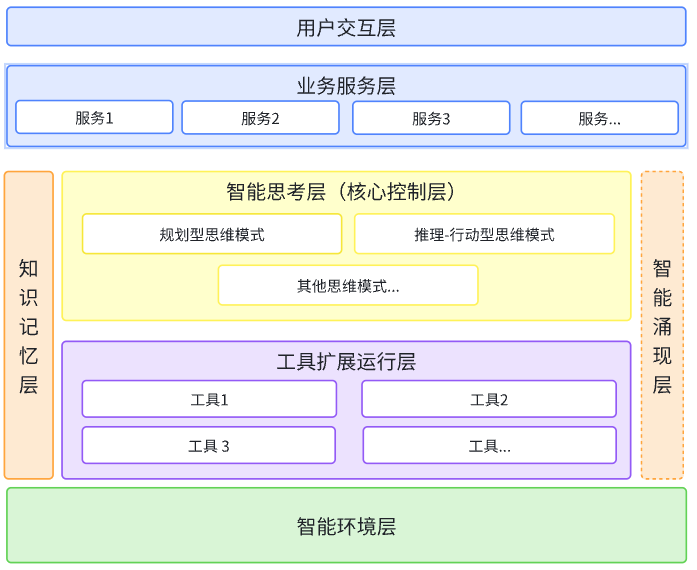 用户交互层
业务服务层
服务1
服务2
服务3
服务...
知识记忆层
智能思考层（核心控制层）
规划型思维模式
推理-行动型思维模式
其他思维模式...
工具扩展运行层
工具1
工具2
工具 3
工具...
智能涌现层
智能环境层